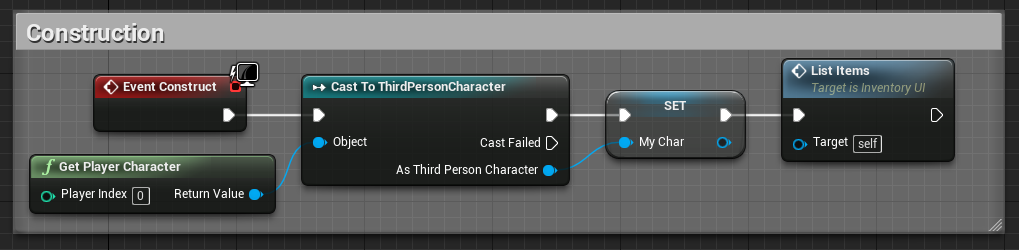 Construction
Event Construct
Cast To ThirdPersonCharacter
Object
Cast Failed
As Third Person Character
SET
My Char
List Items
Target is Inventory UI
Target self
f Get Player Character
Player Index 0 Return Value